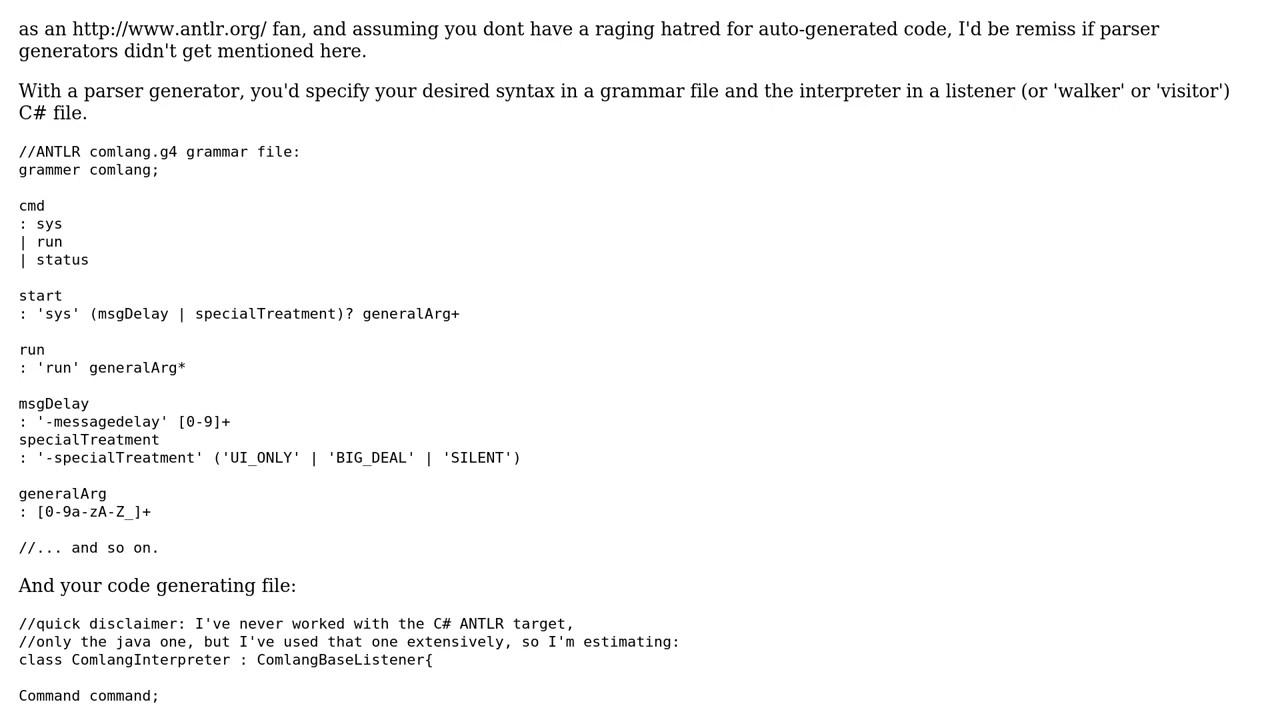 as an http://www.antlr.org/ fan, and assuming you dont have a raging hatred for auto-generated code, I'd be remiss if parser
generators didn't get mentioned here.
With a parser generator, you'd specify your desired syntax in a grammar file and the interpreter in a listener (or 'walker' or 'visitor')
C# file.
//ANTLR comlang.g4 grammar file:
grammer comlang;
cmd
: sys
| run
| status
start
: 'sys' (msgDelay | specialTreatment)? generalArg+
run
: 'run' generalArg*
msgDelay
: '-messagedelay' [0-9]+
specialTreatment
: '-specialTreatment' ('UI_ONLY' | 'BIG_DEAL' | 'SILENT')
generalArg
: [0-9a-zA-Z_]+
//... and so on.
And your code generating file:
//quick disclaimer: I've never worked with the C# ANTLR target,
//only the java one, but I've used that one extensively, so I'm estimating:
class ComlangInterpreter : ComlangBaseListener{
Command command;